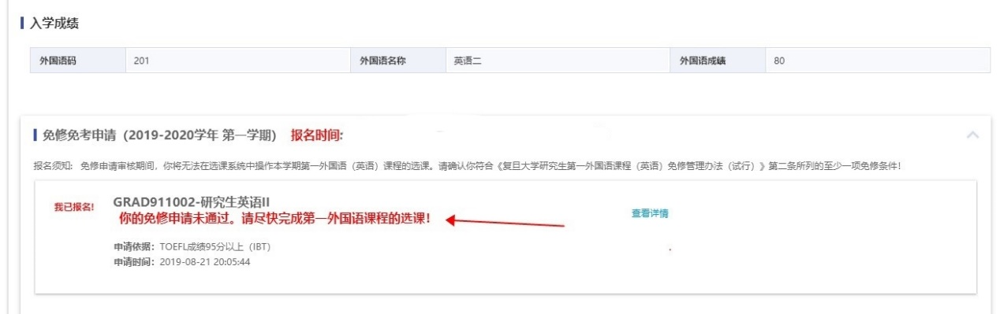 入学成绩
外国语码 201 外国语名称 英语二 外国语成绩 80
免修免考申请（2019-2020学年 第一学期） 报名时间:
报名须知: 免修申请审核期间，你将无法在选课系统中操作本学期第一外国语（英语）课程的选课。请确认你符合《复旦大学研究生第一外国语课程（英语）免修管理办法（试行）》第二条所列的至少一项免修条件！
我已报名! GRAD911002-研究生英语II
你的免修申请未通过。请尽快完成第一外国语课程的选课！ 查看详情
申请依据：TOEFL成绩95分以上（IBT）
申请时间：2019-08-21 20:05:44